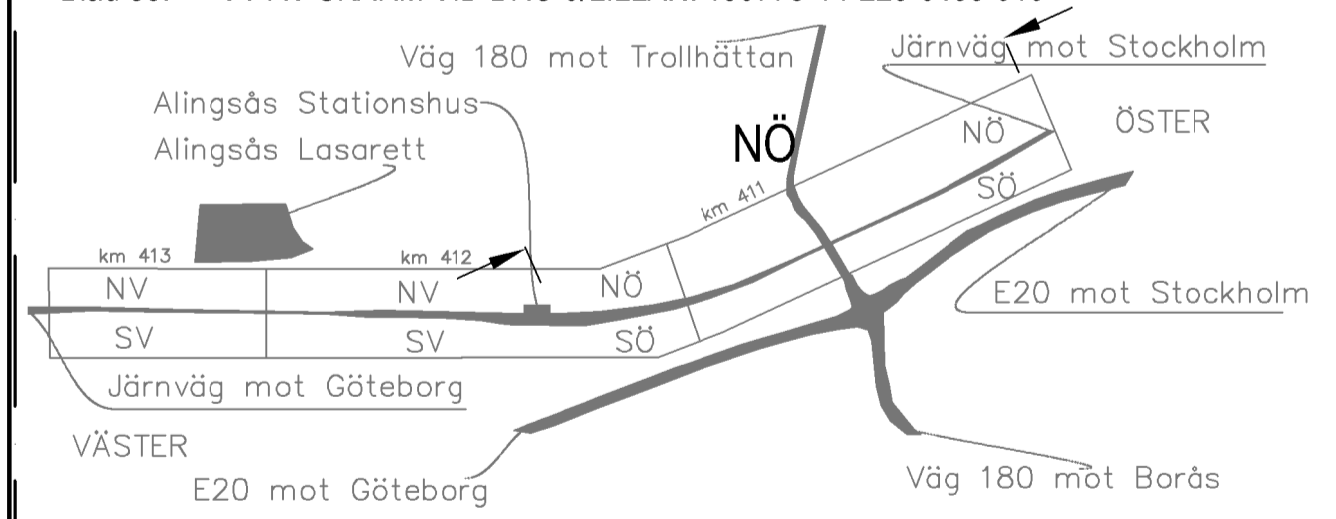 Väg 180 mot Trollhättan
Järnväg mot Stockholm
Alingsås Stationshus
Alingsås Lasarett
NÖ
NÖ
ÖSTER
SÖ
km 411
km 413
km 412
NV
NV
NÖ
E20 mot Stockholm
SV
SV
SÖ
Järnväg mot Göteborg
VÄSTER
E20 mot Göteborg
Väg 180 mot Borås